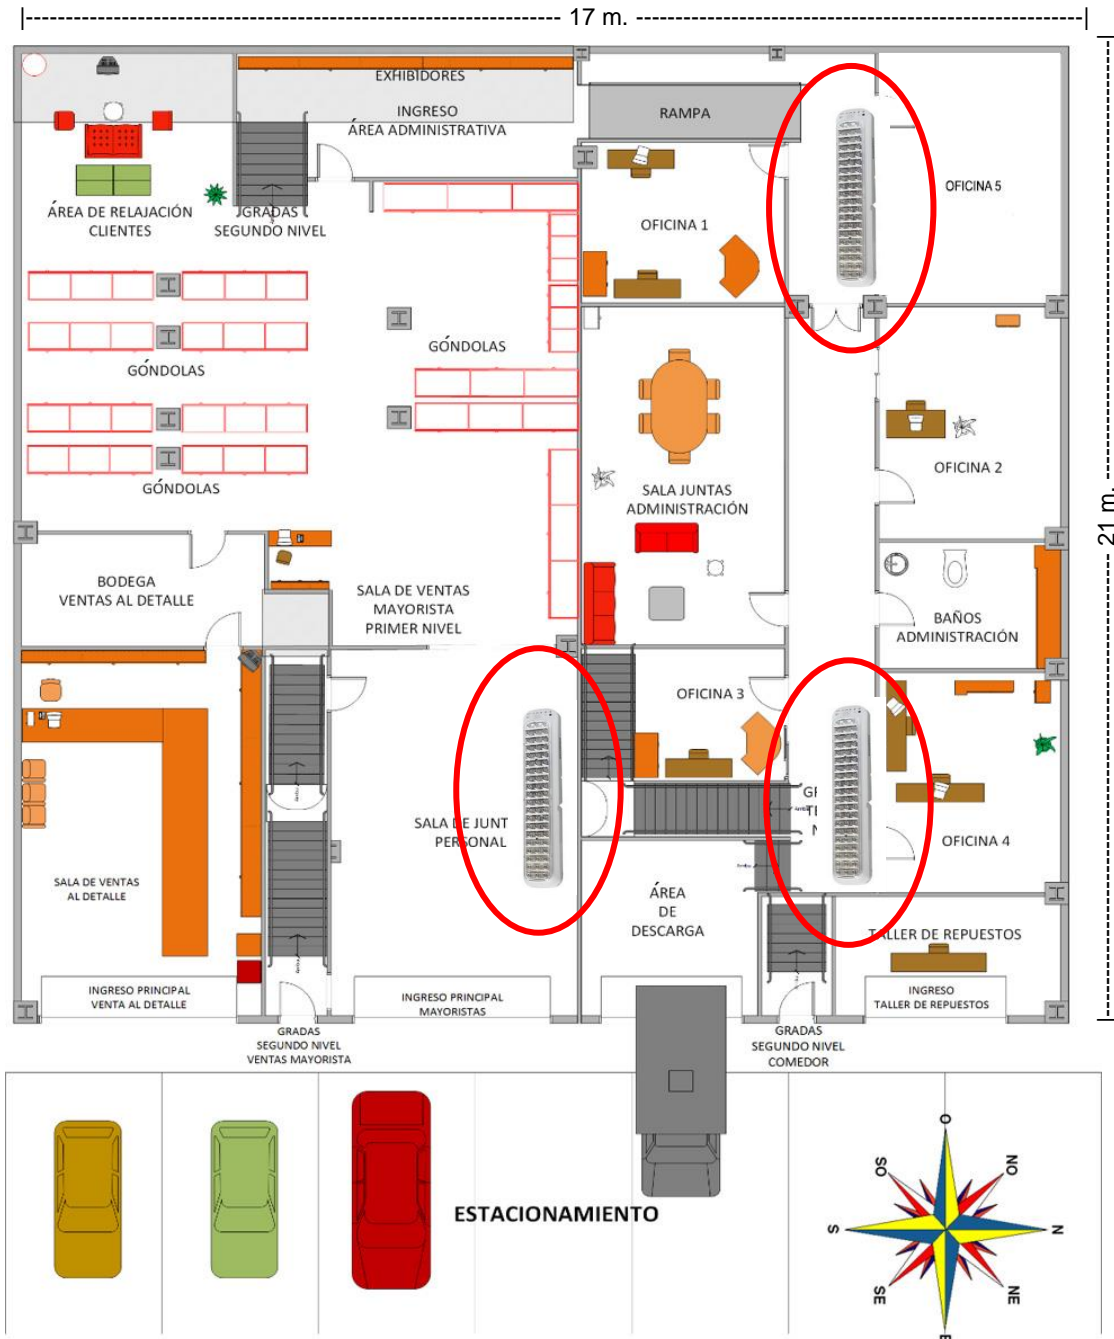 17 m.
21 m.
EXHIBIDORES
INGRESO
ÁREA ADMINISTRATIVA
RAMPA
OFICINA 5
ÁREA DE RELAJACIÓN
CLIENTES
GRADAS
SEGUNDO NIVEL
OFICINA 1
GÓNDOLAS
GÓNDOLAS
GÓNDOLAS
OFICINA 2
SALA JUNTAS
ADMINISTRACIÓN
BODEGA
VENTAS AL DETALLE
SALA DE VENTAS
MAYORISTA
PRIMER NIVEL
BAÑOS
ADMINISTRACIÓN
OFICINA 3
SALA DE JUNT
PERSONAL
OFICINA 4
SALA DE VENTAS
AL DETALLE
ÁREA
DE
DESCARGA
TALLER DE REPUESTOS
INGRESO PRINCIPAL
VENTA AL DETALLE
INGRESO PRINCIPAL
MAYORISTAS
INGRESO
TALLER DE REPUESTOS
GRADAS
SEGUNDO NIVEL
VENTAS MAYORISTA
GRADAS
SEGUNDO NIVEL
COMEDOR
ESTACIONAMIENTO
O
SO
NO
S
N
SE
NE
E